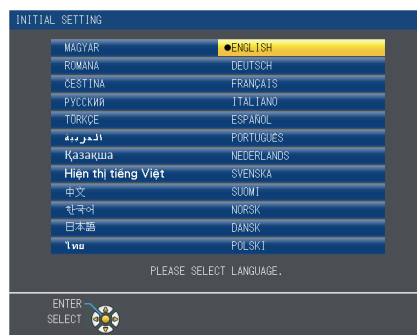 INITIAL SETTING
MAGYAR ●ENGLISH
ROMANA DEUTSCH
ČEŠTINA FRANÇAIS
РУССКИЙ ITALIANO
TÜRKÇE ESPAÑOL
العربية PORTUGUÊS
Қазақша NEDERLANDS
Hiện thị tiếng Việt SVENSKA
中文 SUOMI
한국어 NORSK
日本語 DANSK
ไทย POLSKI
PLEASE SELECT LANGUAGE.
ENTER
SELECT